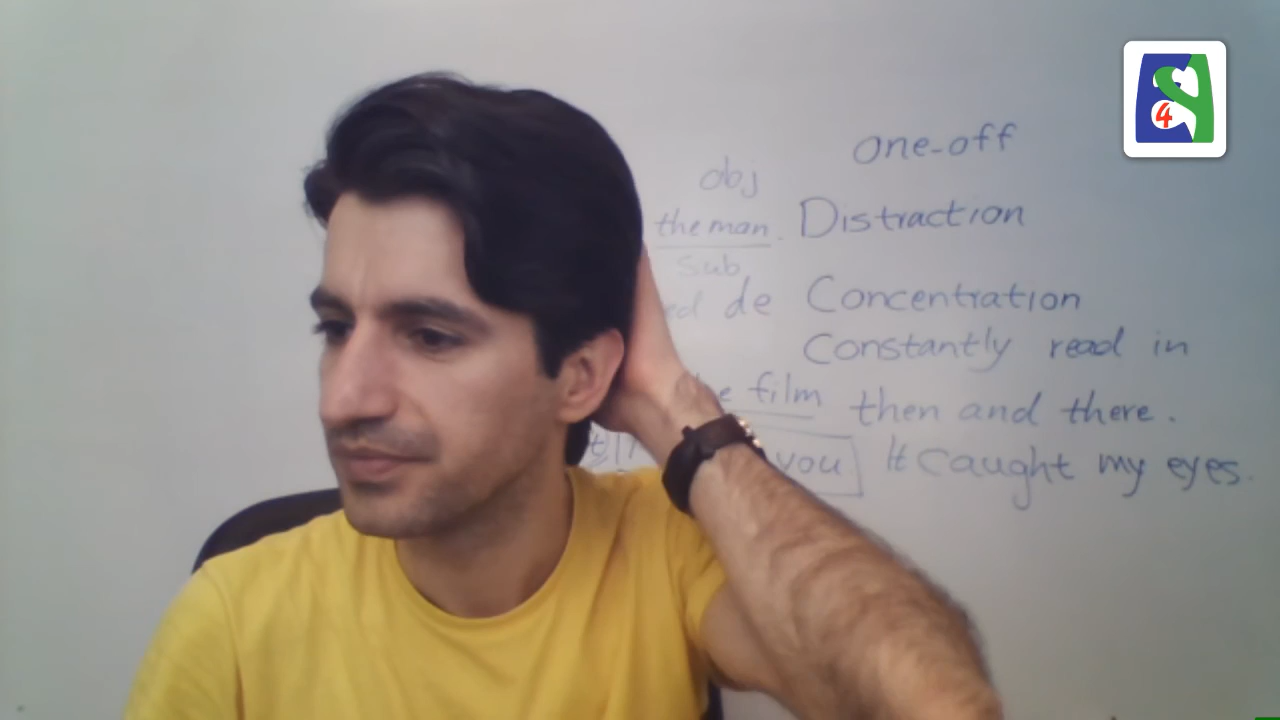 4
one-off
obj
the man. Distraction
Sub
de Concentration
Constantly read in
film then and there.
you It caught my eyes.